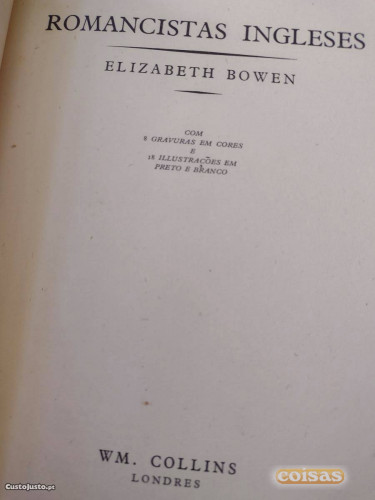 ROMANCISTAS INGLESES
ELIZABETH BOWEN
COM
8 GRAVURAS EM CORES
E
18 ILLUSTRAÇÕES EM
PRETO E BRANCO
WM. COLLINS
LONDRES
CustoJusto.pt
coisas